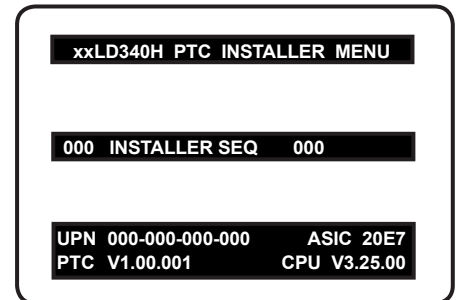 xxLD340H PTC INSTALLER MENU
000 INSTALLER SEQ 000
UPN 000-000-000-000 ASIC 20E7
PTC V1.00.001 CPU V3.25.00